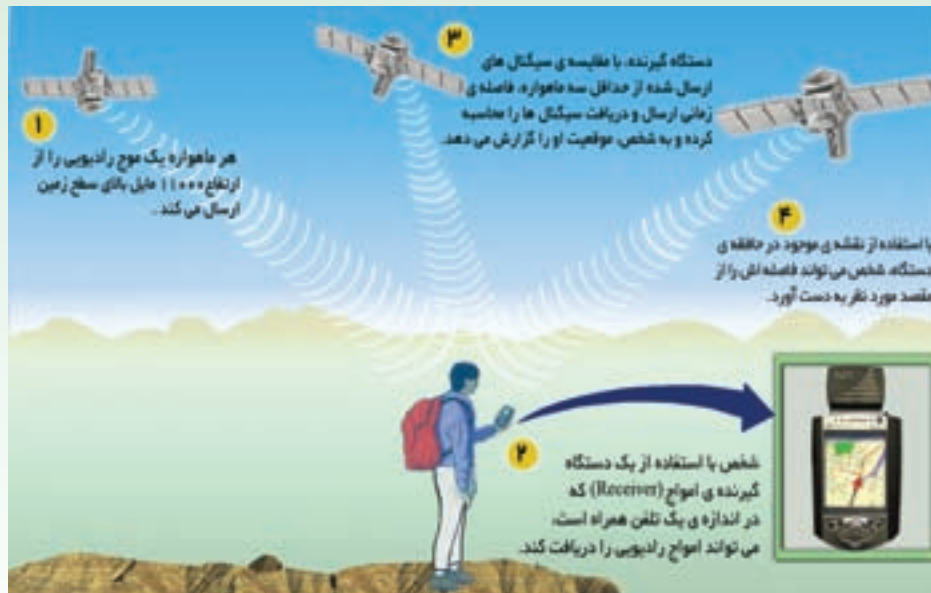 ۱
هر ماهواره یک موج رادیویی را از
ارتفاع ۱۱۰۰۰ مایل بالای سطح زمین
ارسال می کند.
۲
شخص با استفاده از یک دستگاه
گیرنده ی امواج (Receiver) که
در اندازه ی یک تلفن همراه است،
می تواند امواج رادیویی را دریافت کند.
۳
دستگاه گیرنده، با مقایسه ی سیگنال های
ارسال شده از حداقل سه ماهواره، فاصله ی
زمانی ارسال و دریافت سیگنال ها را محاسبه
کرده و به شخص، موقعیت او را گزارش می دهد.
۴
با استفاده از نقشه ی موجود در حافظه ی
دستگاه، شخص می تواند فاصله اش را از
مقصد مورد نظر به دست آورد.